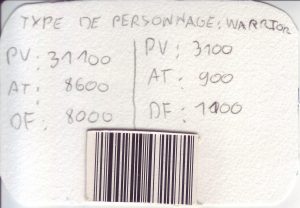 TYPE DE PERSONNAGE: WARRIOR
PV: 31100
AT: 8600
DF: 8000
PV: 3100
AT: 900
DF: 1100